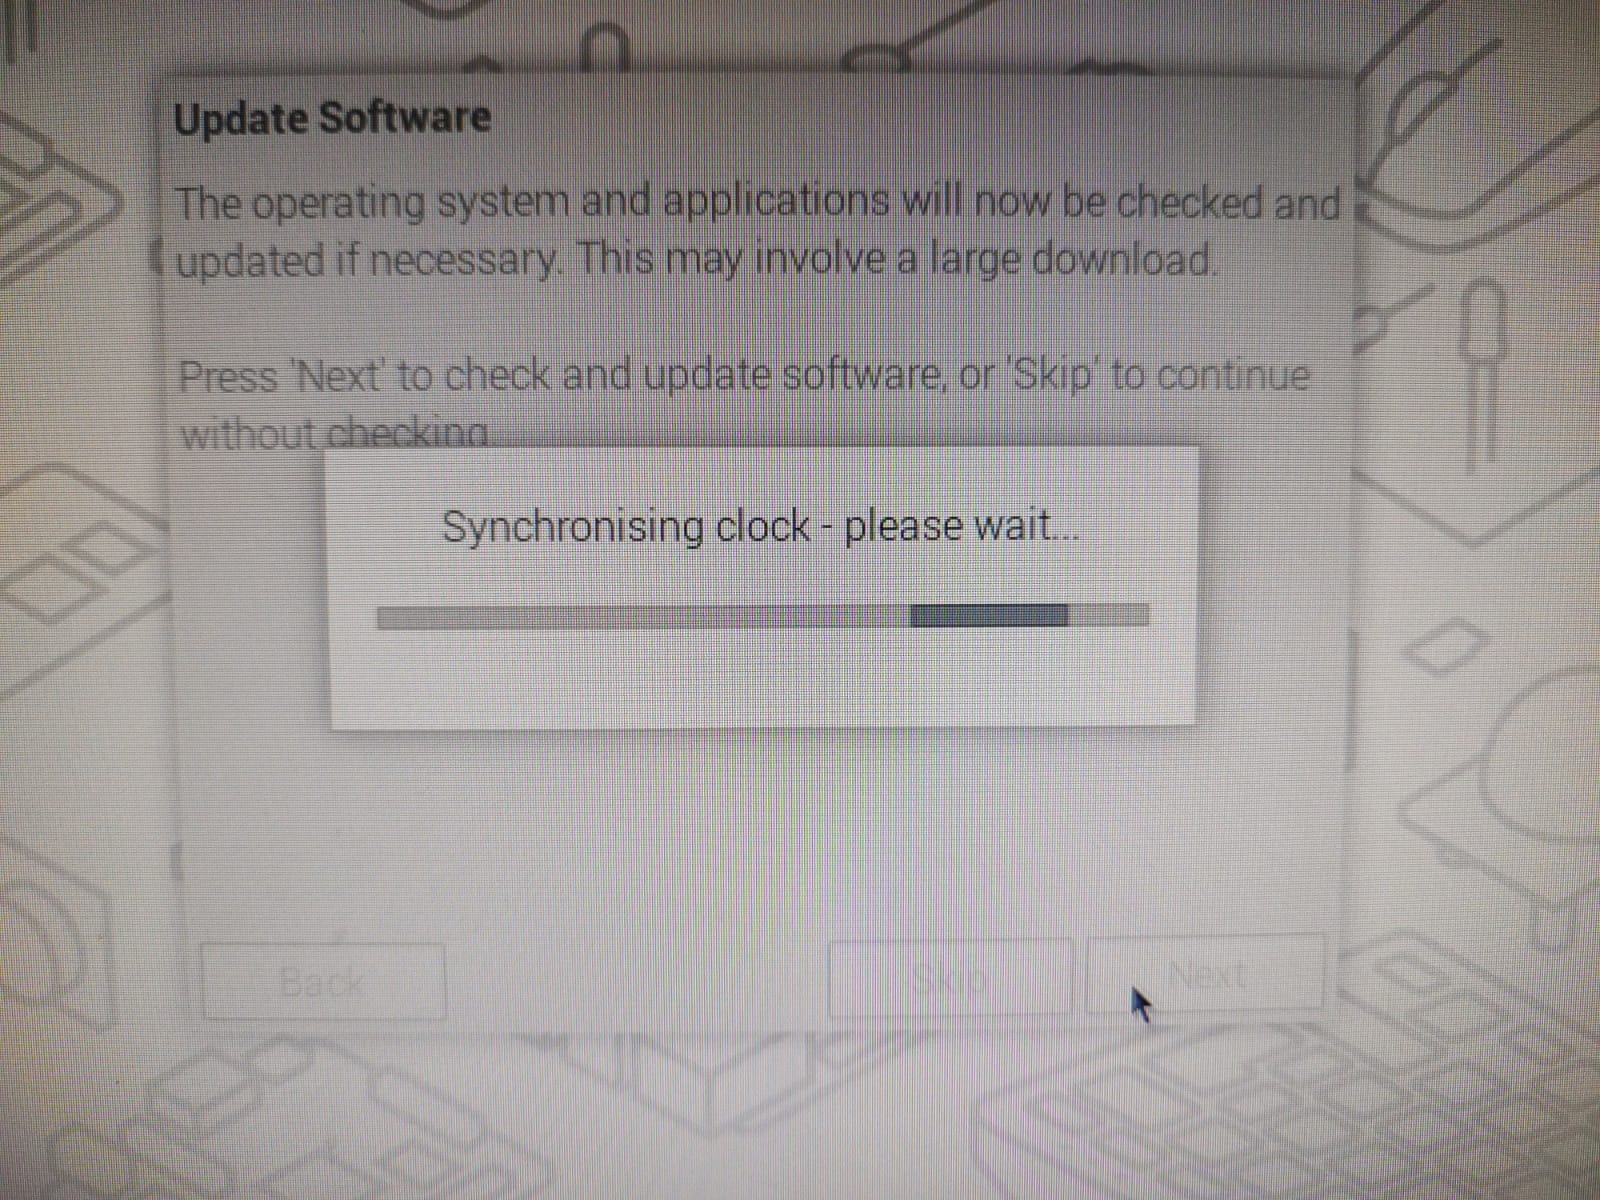 Update Software
The operating system and applications will now be checked and
updated if necessary. This may involve a large download.
Press 'Next' to check and update software, or 'Skip' to continue
without checking.
Synchronising clock - please wait...
Back
Skip
Next